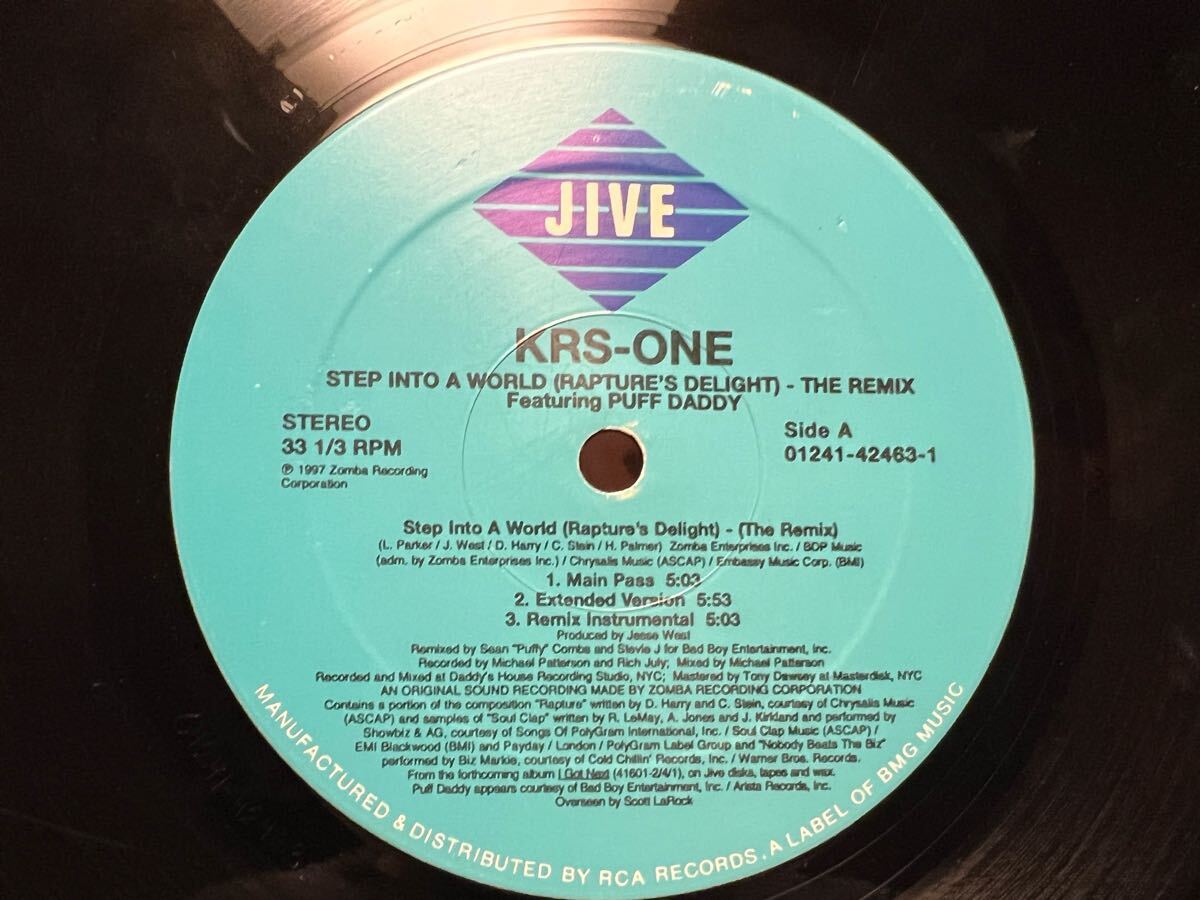 JIVE
KRS-ONE
STEP INTO A WORLD (RAPTURE'S DELIGHT) - THE REMIX
Featuring PUFF DADDY
STEREO
33 1/3 RPM
℗ 1997 Zomba Recording
Corporation
Side A
01241-42463-1
Step Into A World (Rapture's Delight) - (The Remix)
(L. Parker / J. West / D. Harry / C. Stein / H. Palmer) Zomba Enterprises Inc. / BDP Music
(adm. by Zomba Enterprises Inc.) / Chrysalis Music (ASCAP) / Embassy Music Corp. (BMI)
1. Main Pass 5:03
2. Extended Version 5:53
3. Remix Instrumental 5:03
Produced by Jesse West
Remixed by Sean "Puffy" Combs and Stevie J for Bad Boy Entertainment, Inc.
Recorded by Michael Patterson and Rich July; Mixed by Michael Patterson
Recorded and Mixed at Daddy's House Recording Studio, NYC; Mastered by Tony Dawsey at Masterdisk, NYC
AN ORIGINAL SOUND RECORDING MADE BY ZOMBA RECORDING CORPORATION
Contains a portion of the composition "Rapture" written by D. Harry and C. Stein, courtesy of Chrysalis Music
(ASCAP) and samples of "Soul Clap" written by R. LeMay, A. Jones and J. Kirkland and performed by
Showbiz & AG, courtesy of Songs Of PolyGram International, Inc. / Soul Clap Music (ASCAP) /
EMI Blackwood (BMI) and Payday / London / PolyGram Label Group and "Nobody Beats The Biz"
performed by Biz Markie, courtesy of Cold Chillin' Records, Inc. / Warner Bros. Records.
From the forthcoming album I Got Next (41601-2/4/1), on Jive disks, tapes and wax.
Puff Daddy appears courtesy of Bad Boy Entertainment, Inc. / Arista Records, Inc.
Overseen by Scott LaRock
MANUFACTURED & DISTRIBUTED BY RCA RECORDS, A LABEL OF BMG MUSIC